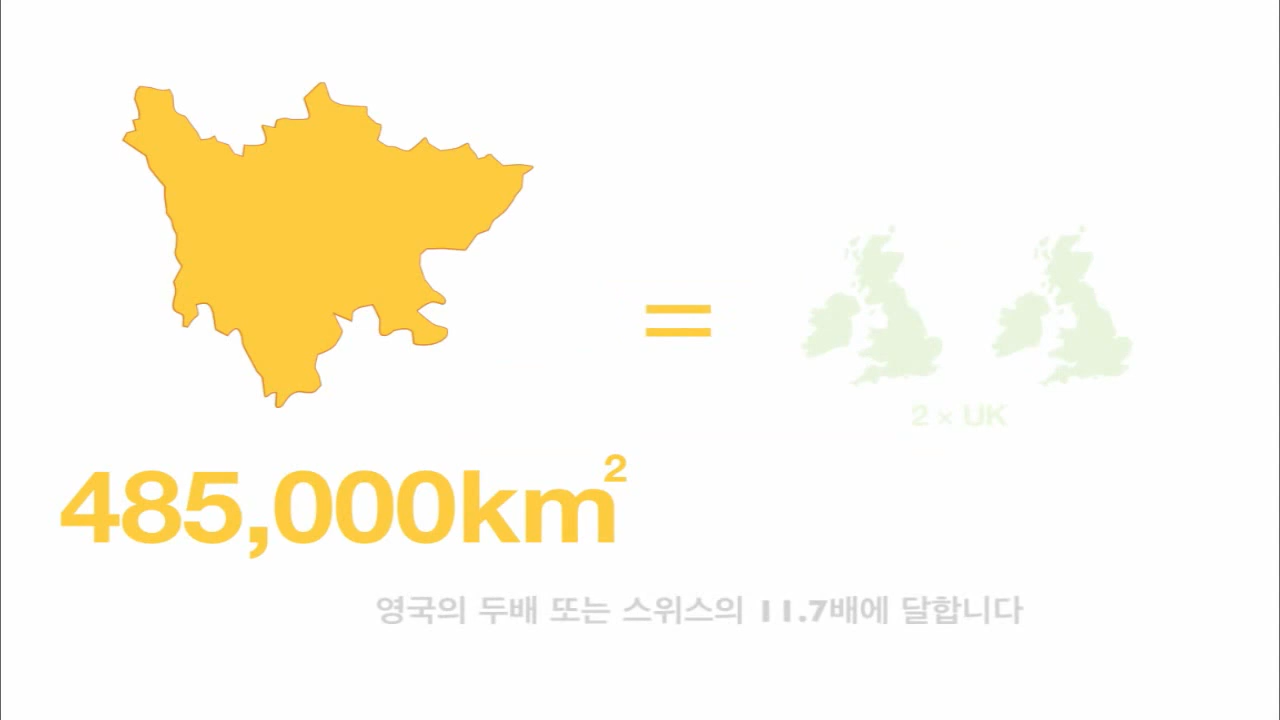 =
2 × UK
485,000km²
영국의 두배 또는 스위스의 11.7배에 달합니다